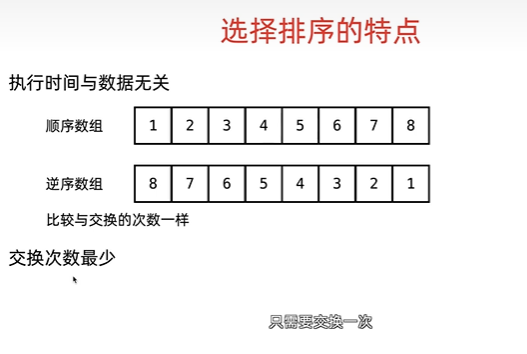 选择排序的特点
执行时间与数据无关
顺序数组 1 2 3 4 5 6 7 8
逆序数组 8 7 6 5 4 3 2 1
比较与交换的次数一样
交换次数最少
只需要交换一次